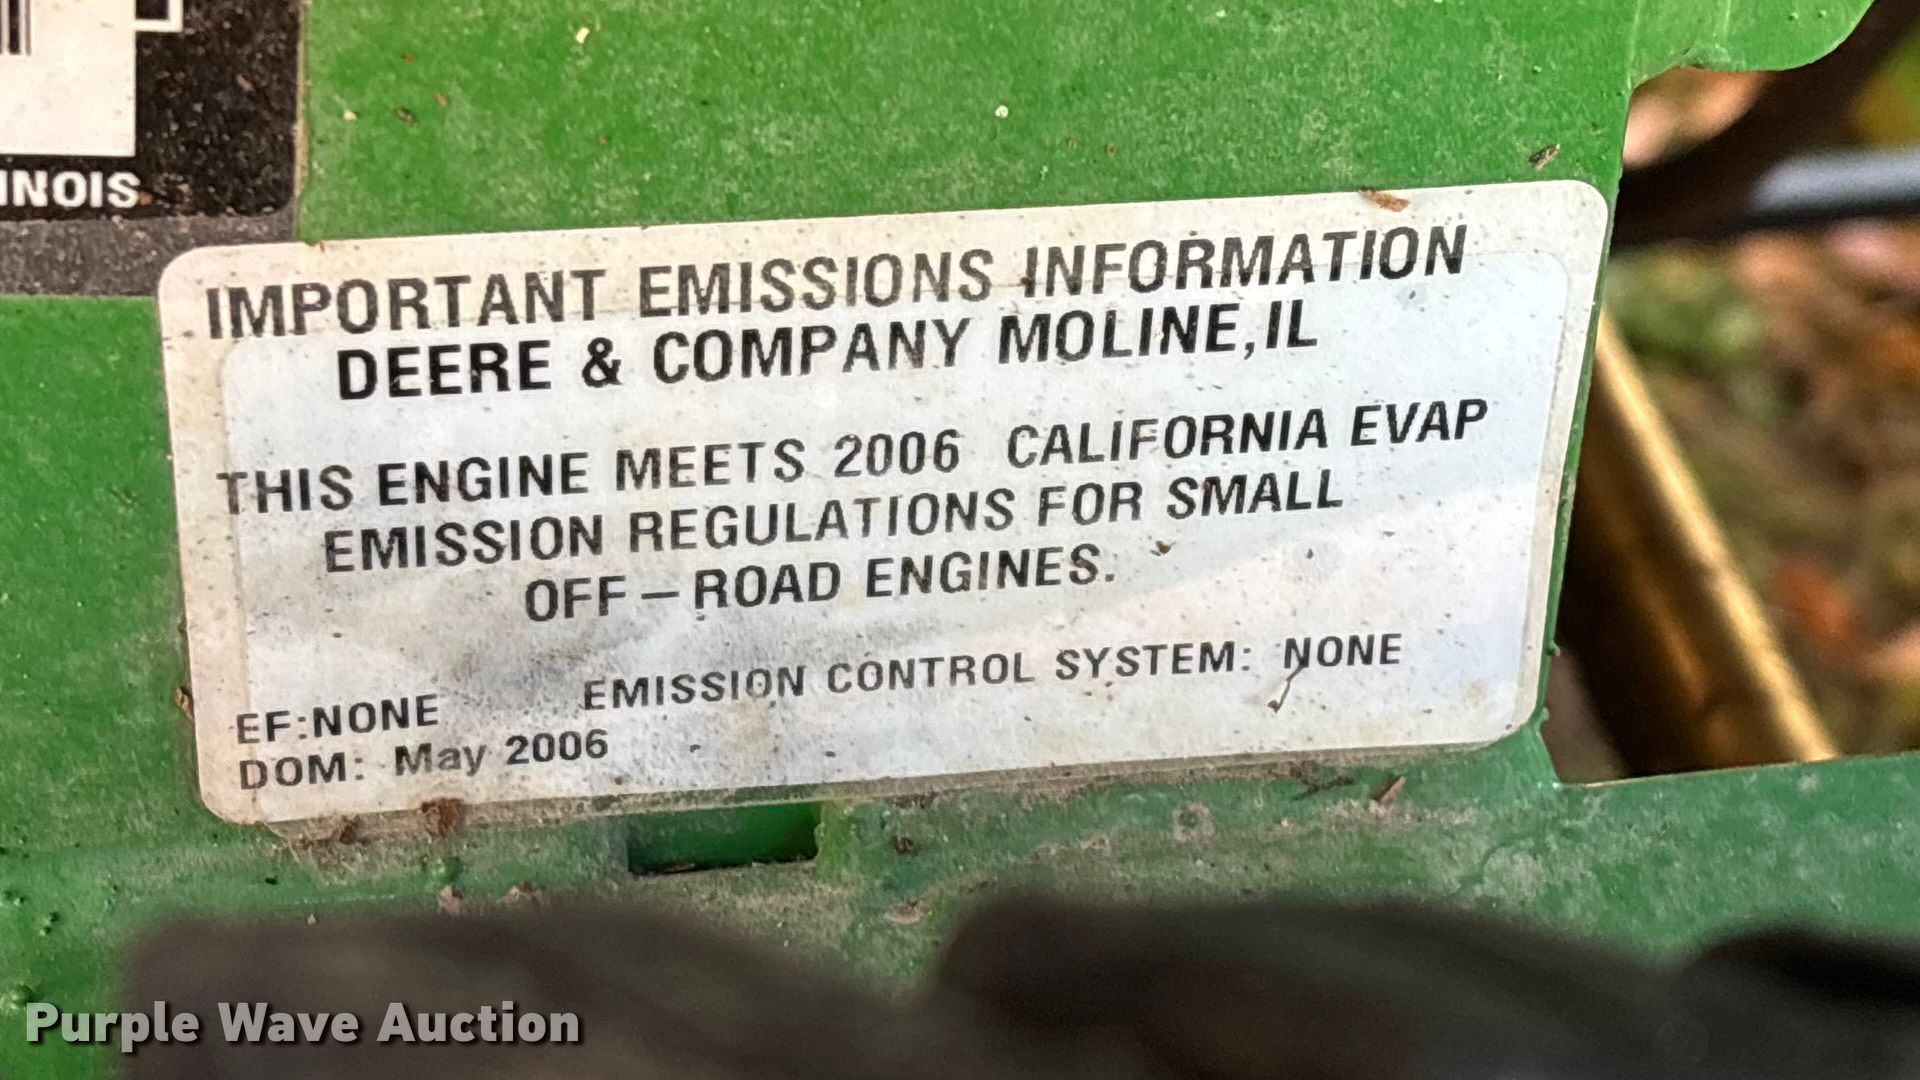 INOIS
IMPORTANT EMISSIONS INFORMATION
DEERE & COMPANY MOLINE,IL
THIS ENGINE MEETS 2006 CALIFORNIA EVAP
EMISSION REGULATIONS FOR SMALL
OFF-ROAD ENGINES.
EF:NONE EMISSION CONTROL SYSTEM: NONE
DOM: May 2006
Purple Wave Auction